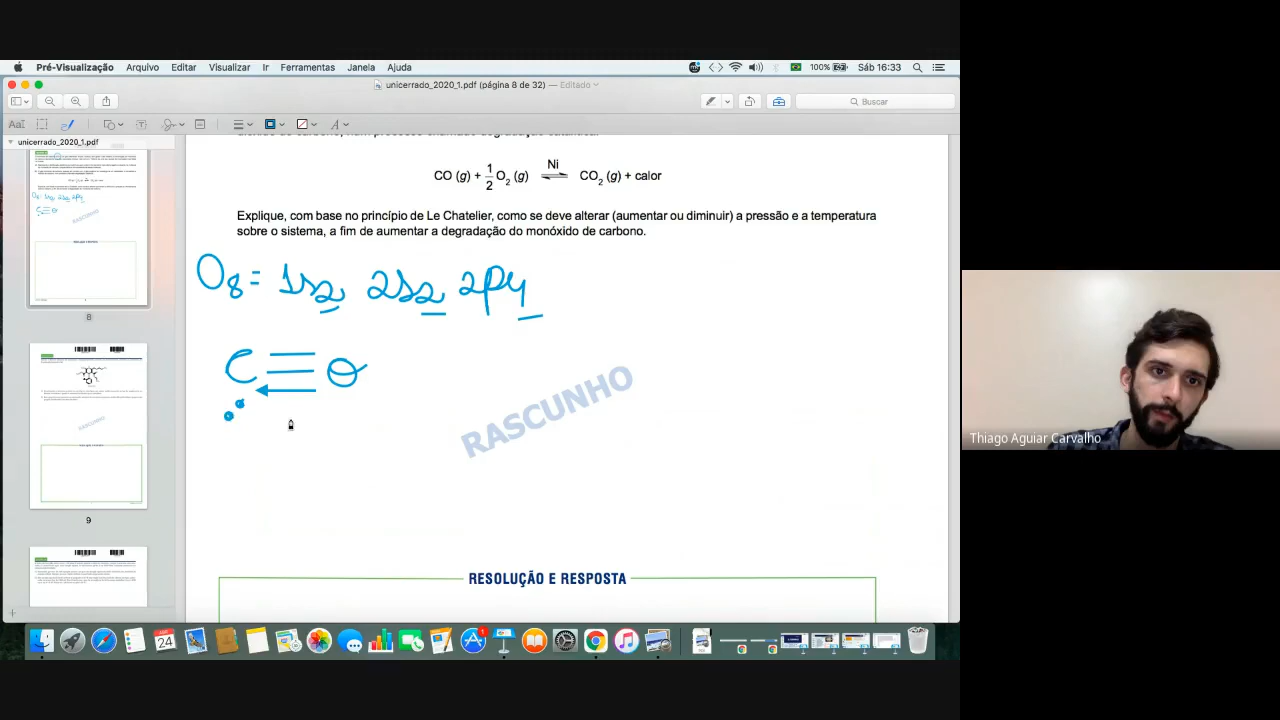 Pré-Visualização Arquivo Editar Visualizar Ir Ferramentas Janela Ajuda 100% Sáb 16:33
unicerrado_2020_1.pdf (página 8 de 32) — Editado
Buscar
unicerrado_2020_1.pdf
CO (g) + 1/2 O2 (g) ⇌ CO2 (g) + calor
Ni
Explique, com base no princípio de Le Chatelier, como se deve alterar (aumentar ou diminuir) a pressão e a temperatura
sobre o sistema, a fim de aumentar a degradação do monóxido de carbono.
O8 = 1s2 2s2 2p4
C O
RASCUNHO
RESOLUÇÃO E RESPOSTA
8
RASCUNHO
9
RASCUNHO
Thiago Aguiar Carvalho